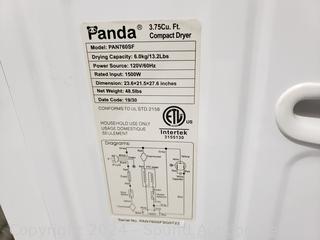 Panda
3.75Cu. Ft.
Compact Dryer
Model: PAN760SF
Drying Capacity: 6.0kg/13.2Lbs
Power Source: 120V/60Hz
Rated Input: 1500W
Dimension: 23.6*21.5*27.6 inches
Net Weight: 48.5lbs
Date Code: 19/30
CONFORMS TO UL STD.2158
HOUSEHOLD USE ONLY
USAGE DOMESTIQUE
SEULEMENT
ETL
Intertek
3155130
Diagrams: